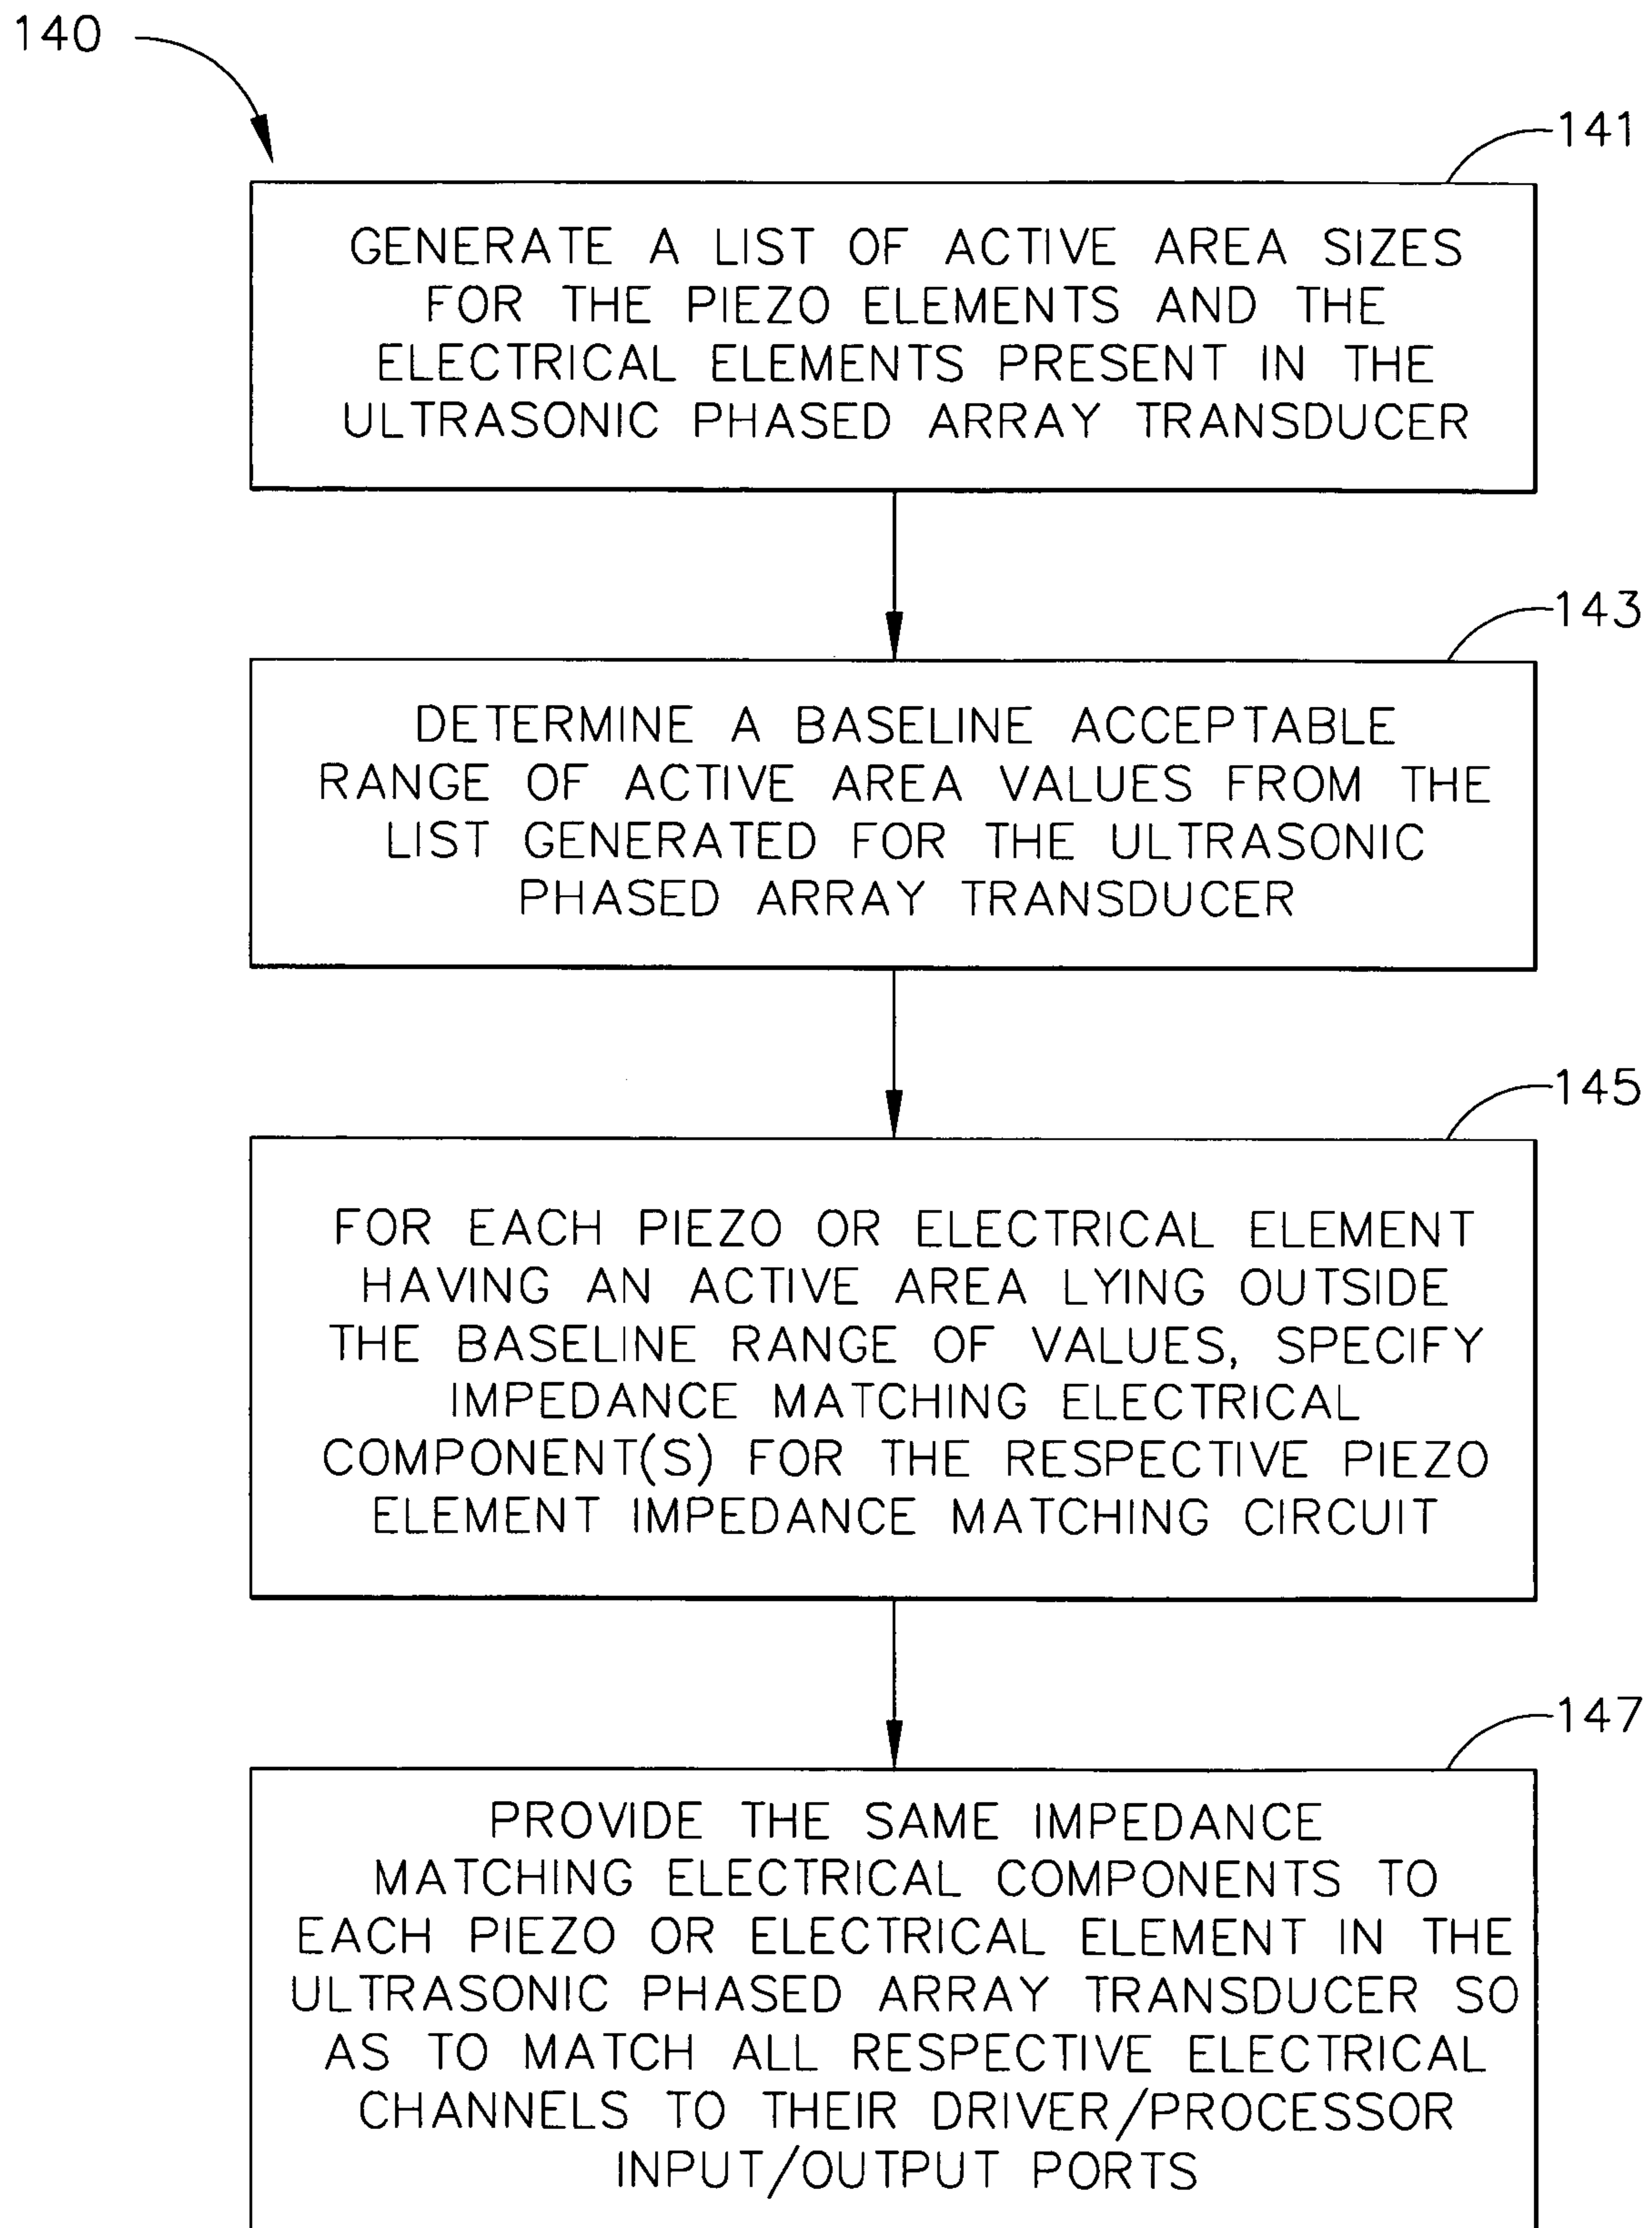 140
141
GENERATE A LIST OF ACTIVE AREA SIZES
FOR THE PIEZO ELEMENTS AND THE
ELECTRICAL ELEMENTS PRESENT IN THE
ULTRASONIC PHASED ARRAY TRANSDUCER
143
DETERMINE A BASELINE ACCEPTABLE
RANGE OF ACTIVE AREA VALUES FROM THE
LIST GENERATED FOR THE ULTRASONIC
PHASED ARRAY TRANSDUCER
145
FOR EACH PIEZO OR ELECTRICAL ELEMENT
HAVING AN ACTIVE AREA LYING OUTSIDE
THE BASELINE RANGE OF VALUES, SPECIFY
IMPEDANCE MATCHING ELECTRICAL
COMPONENT(S) FOR THE RESPECTIVE PIEZO
ELEMENT IMPEDANCE MATCHING CIRCUIT
147
PROVIDE THE SAME IMPEDANCE
MATCHING ELECTRICAL COMPONENTS TO
EACH PIEZO OR ELECTRICAL ELEMENT IN THE
ULTRASONIC PHASED ARRAY TRANSDUCER SO
AS TO MATCH ALL RESPECTIVE ELECTRICAL
CHANNELS TO THEIR DRIVER/PROCESSOR
INPUT/OUTPUT PORTS